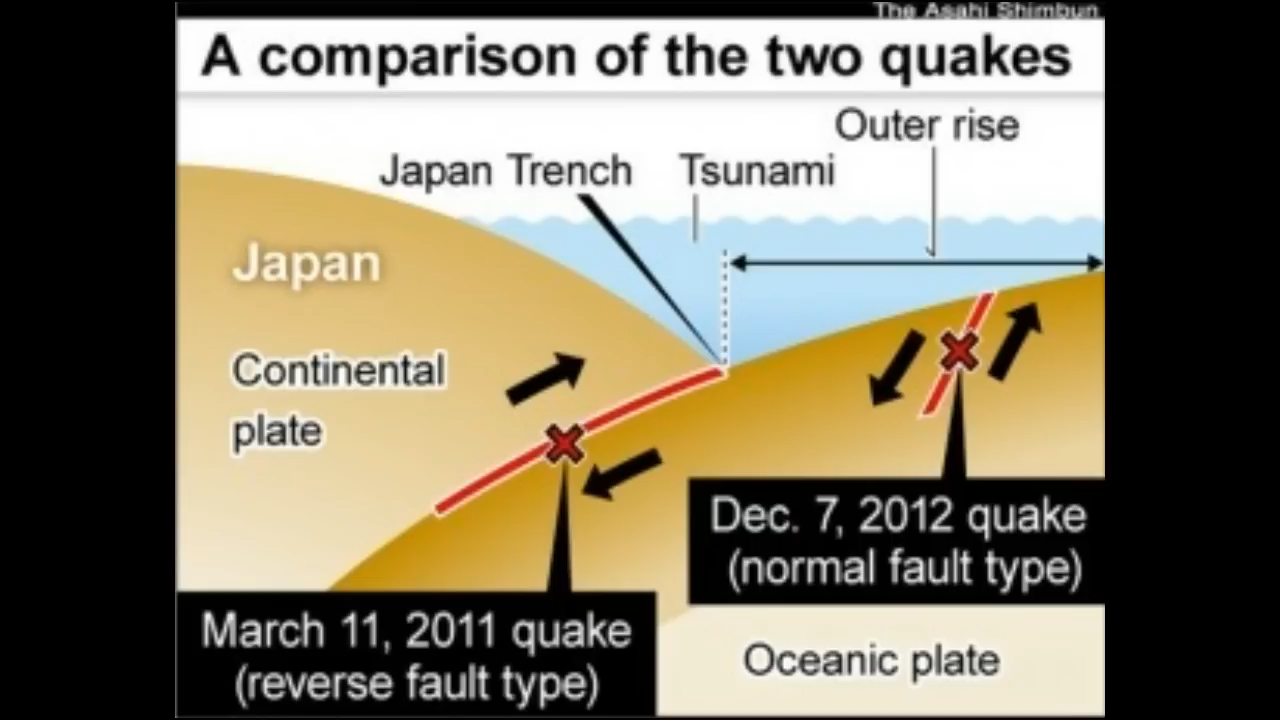 The Asahi Shimbun
A comparison of the two quakes
Outer rise
Japan Trench
Tsunami
Japan
Continental
plate
Dec. 7, 2012 quake
(normal fault type)
March 11, 2011 quake
(reverse fault type)
Oceanic plate